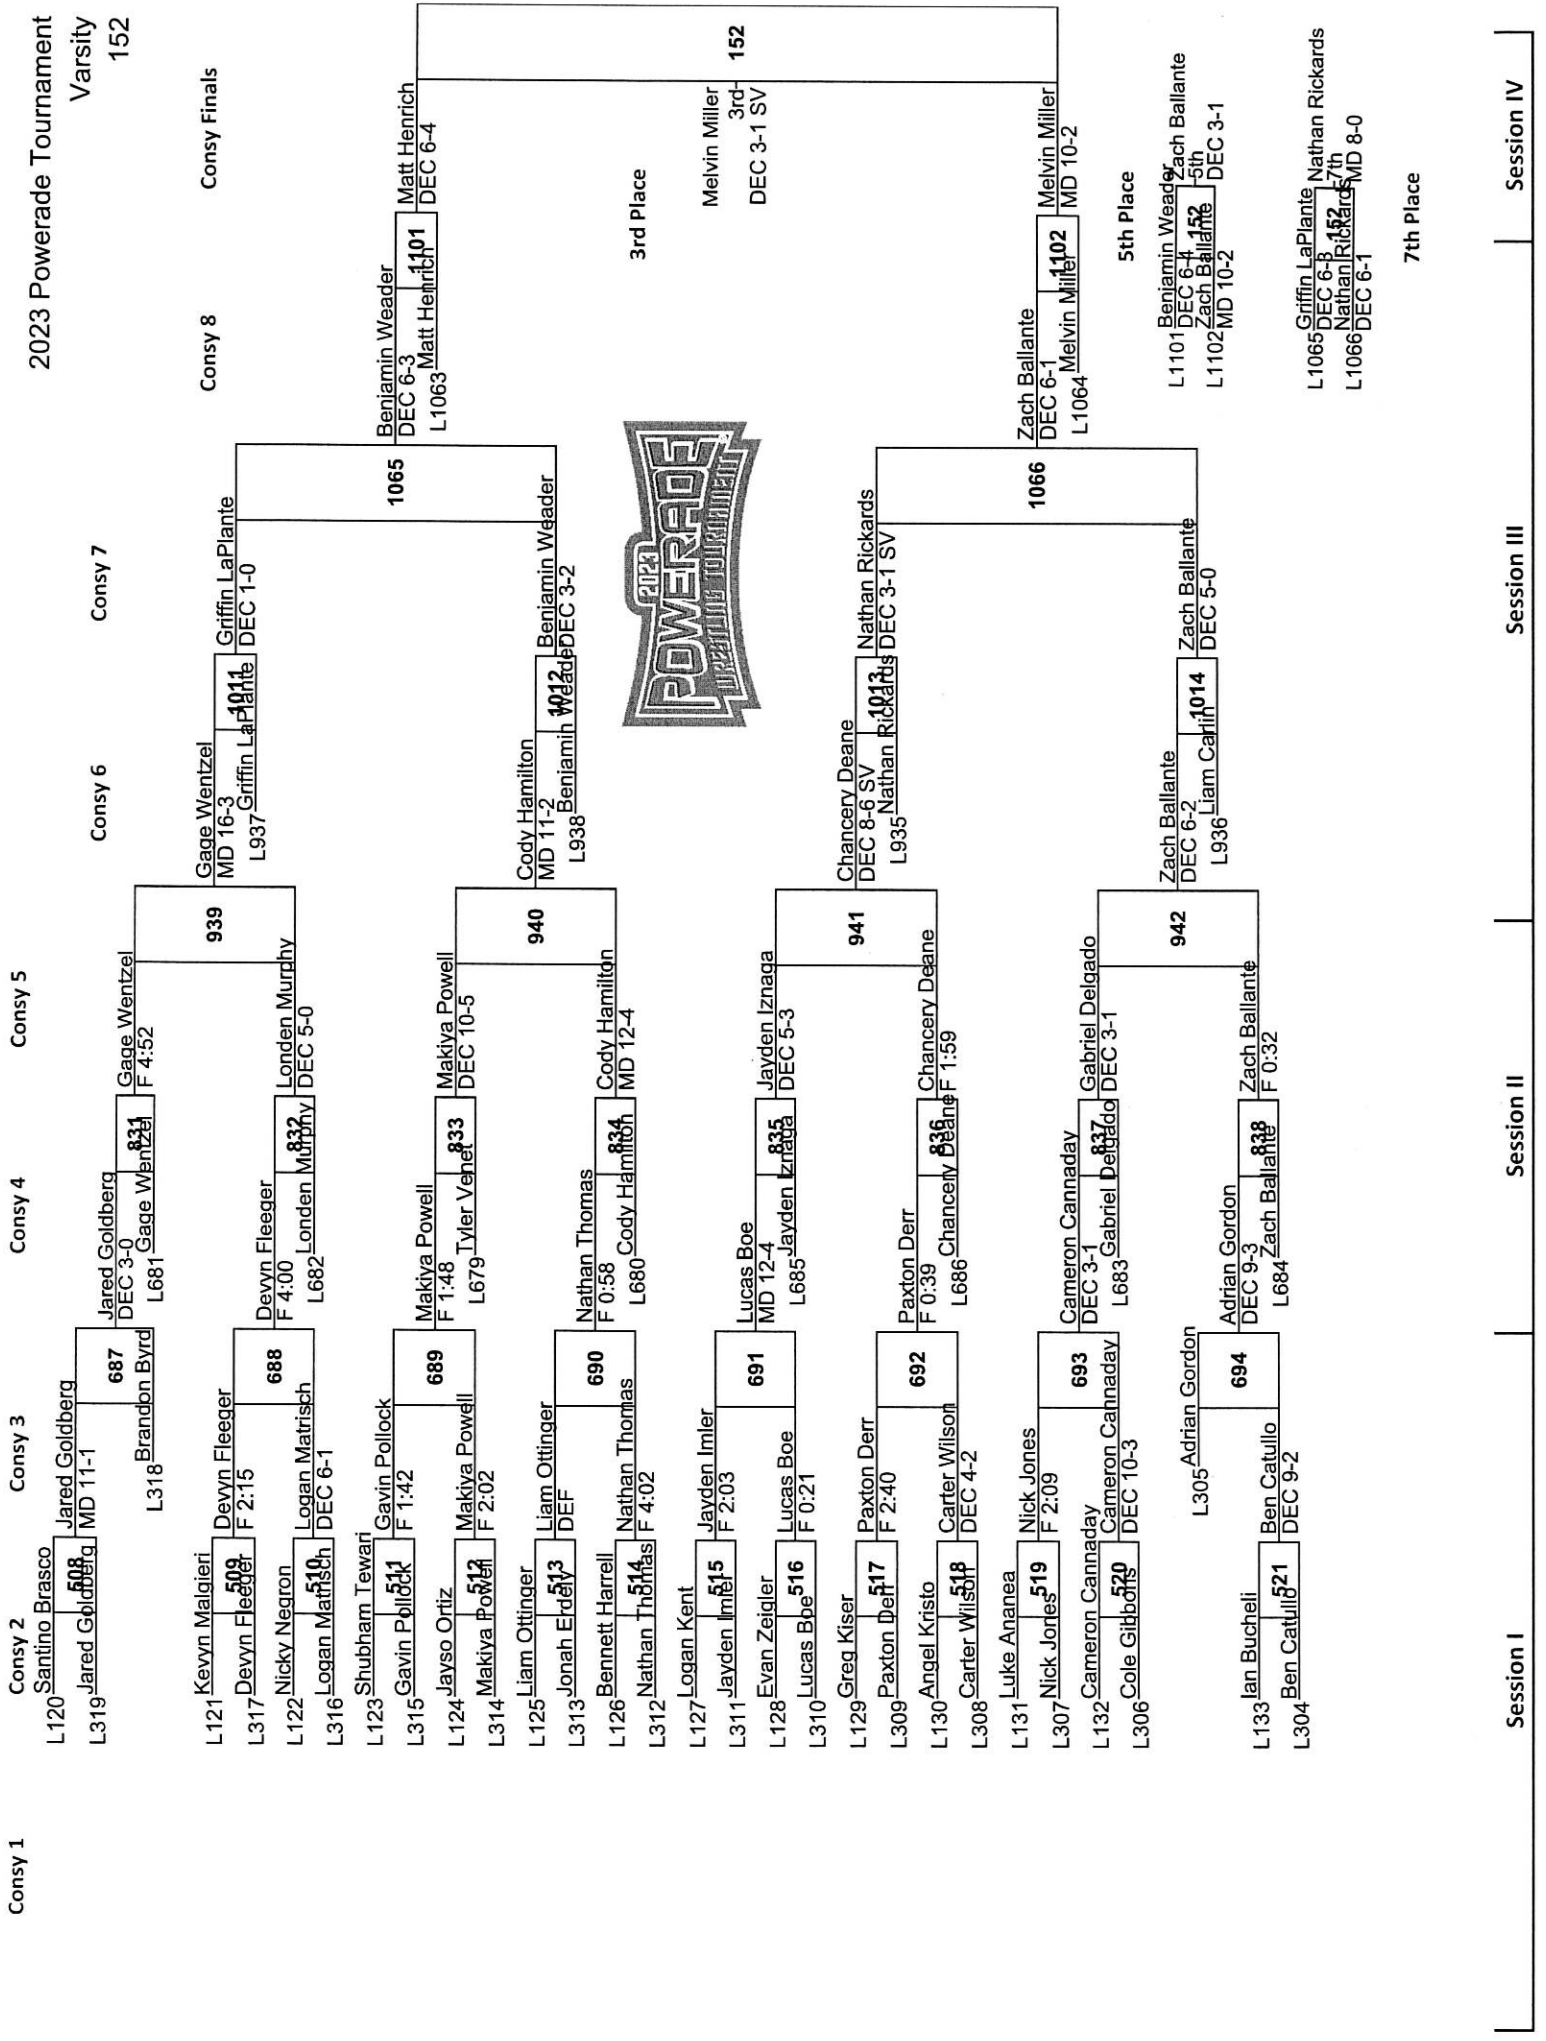 2023 Powerade Tournament
Varsity
152
Consy 1
Consy 2
Consy 3
Consy 4
Consy 5
Consy 6
Consy 7
Consy 8
Consy Finals
L120 Santino Brasco
508
L319 Jared Goldberg
Jared Goldberg
MD 11-1
L318 Brandon Byrd
L121 Kevyn Malgieri
509
L317 Devyn Fleeger
Devyn Fleeger
F 2:15
L122 Nicky Negron
510
L316 Logan Matrisch
Logan Matrisch
DEC 6-1
L123 Shubham Tewari
511
L315 Gavin Pollock
Gavin Pollock
F 1:42
L124 Jayso Ortiz
512
L314 Makiya Powell
Makiya Powell
F 2:02
L125 Liam Ottinger
513
L313 Jonah Erdely
Liam Ottinger
DEF
L126 Bennett Harrell
514
L312 Nathan Thomas
Nathan Thomas
F 4:02
L127 Logan Kent
515
L311 Jayden Imler
Jayden Imler
F 2:03
L128 Evan Zeigler
516
L310 Lucas Boe
Lucas Boe
F 0:21
L129 Greg Kiser
517
L309 Paxton Derr
Paxton Derr
F 2:40
L130 Angel Kristo
518
L308 Carter Wilson
Carter Wilson
DEC 4-2
L131 Luke Ananea
519
L307 Nick Jones
Nick Jones
F 2:09
L132 Cameron Cannaday
520
L306 Cole Gibbons
Cameron Cannaday
DEC 10-3
L305 Adrian Gordon
L133 Ian Bucheli
521
L304 Ben Catullo
Ben Catullo
DEC 9-2
687
Jared Goldberg
DEC 3-0
L681 Gage Wentzel
831
688
Devyn Fleeger
F 4:00
L682 Londen Murphy
832
689
Makiya Powell
F 1:48
L679 Tyler Venet
833
690
Nathan Thomas
F 0:58
L680 Cody Hamilton
834
691
Lucas Boe
MD 12-4
L685 Jayden Iznaga
835
692
Paxton Derr
F 0:39
L686 Chancery Deane
836
693
Cameron Cannaday
DEC 3-1
L683 Gabriel Delgado
837
694
Adrian Gordon
DEC 9-3
L684 Zach Ballante
838
Gage Wentzel
F 4:52
939
Londen Murphy
DEC 5-0
Makiya Powell
DEC 10-5
940
Cody Hamilton
MD 12-4
Jayden Iznaga
DEC 5-3
941
Chancery Deane
F 1:59
Gabriel Delgado
DEC 3-1
942
Zach Ballante
F 0:32
Gage Wentzel
MD 16-3
L937 Griffin LaPlante
1011
Cody Hamilton
MD 11-2
L938 Benjamin Weader
1012
Chancery Deane
DEC 8-6 SV
L935 Nathan Rickards
1013
Zach Ballante
DEC 6-2
L936 Liam Carlin
1014
Griffin LaPlante
DEC 1-0
1065
Benjamin Weader
DEC 3-2
Nathan Rickards
DEC 3-1 SV
1066
Zach Ballante
DEC 5-0
2023
POWERADE
WRESTLING TOURNAMENT
Benjamin Weader
DEC 6-3
L1063 Matt Henrich
1101
Zach Ballante
DEC 6-1
L1064 Melvin Miller
1102
Matt Henrich
DEC 6-4
152
Melvin Miller
MD 10-2
Melvin Miller
3rd
DEC 3-1 SV
3rd Place
5th Place
L1101 Benjamin Weader
DEC 6-4
152
L1102 Zach Ballante
MD 10-2
Zach Ballante
5th
DEC 3-1
L1065 Griffin LaPlante
DEC 6-3
152
L1066 Nathan Rickards
DEC 6-1
Nathan Rickards
7th
MD 8-0
7th Place
Session I
Session II
Session III
Session IV